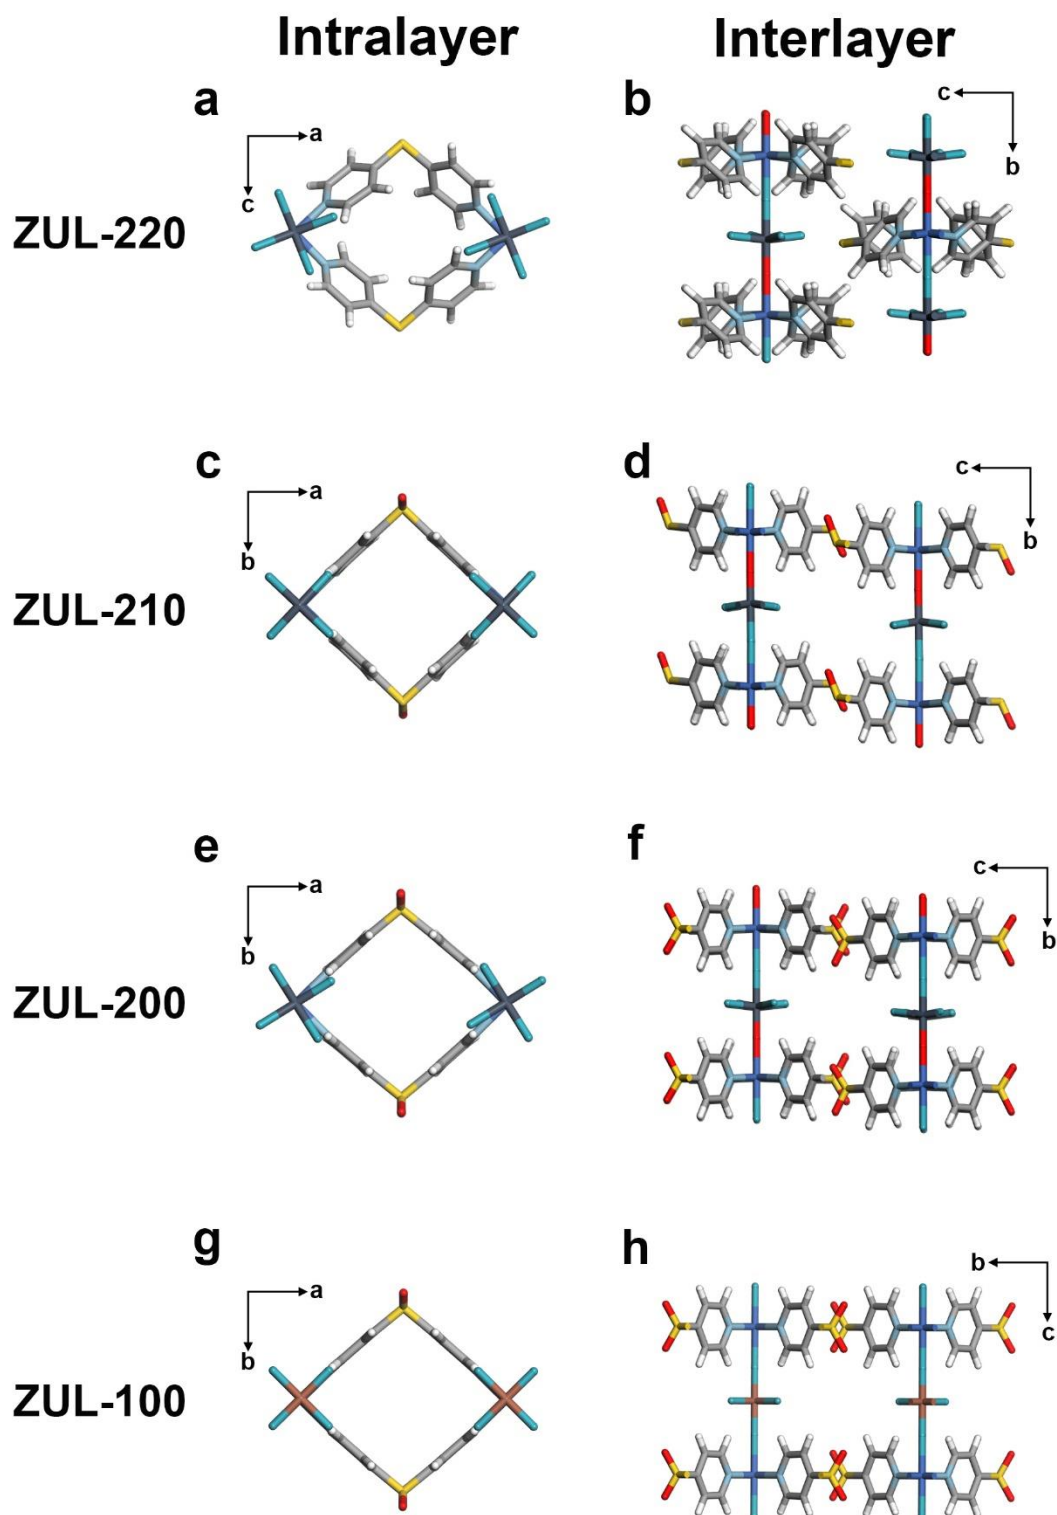 Intralayer Interlayer
a b
a c
c b
ZUL-220
c d
a c
b b
ZUL-210
e f
a c
b b
ZUL-200
g h
a b
b c
ZUL-100